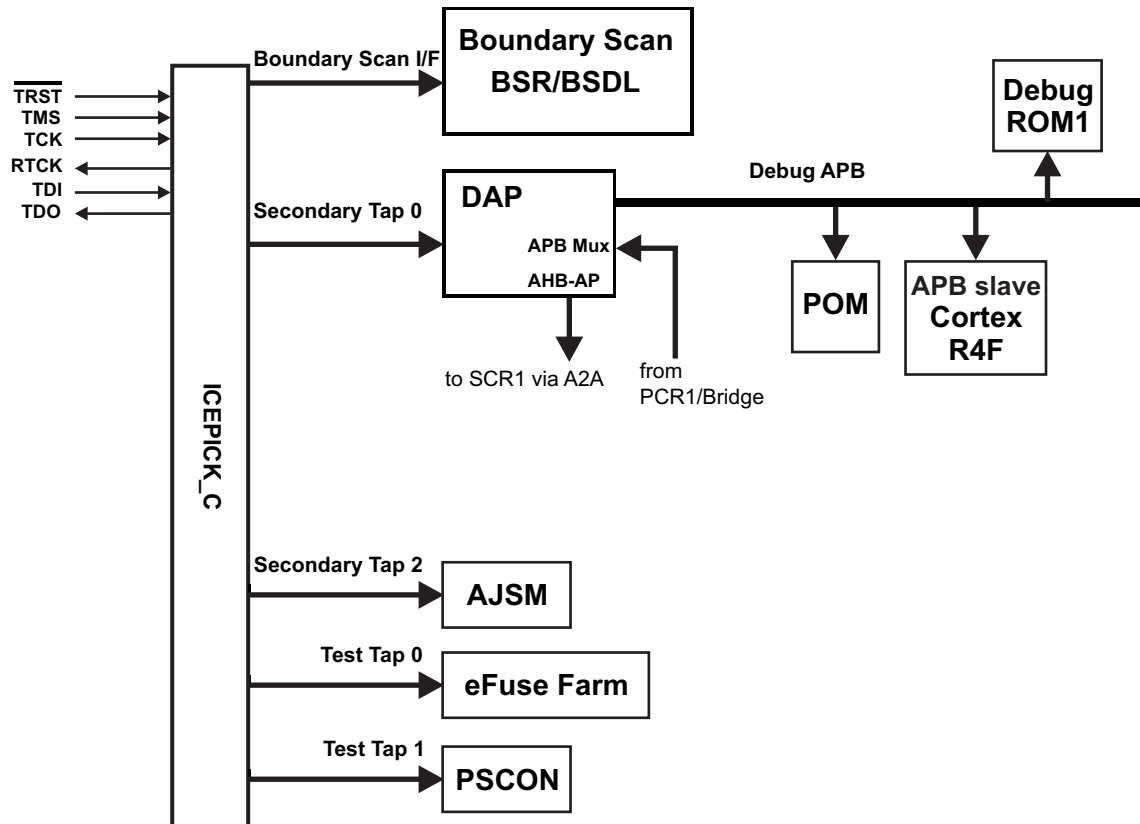 Boundary Scan I/F
Boundary Scan
BSR/BSDL
TRST
TMS
TCK
RTCK
TDI
TDO
ICEPICK_C
Secondary Tap 0
DAP
APB Mux
AHB-AP
to SCR1 via A2A
from
PCR1/Bridge
Debug APB
Debug
ROM1
POM
APB slave
Cortex
R4F
Secondary Tap 2
AJSM
Test Tap 0
eFuse Farm
Test Tap 1
PSCON